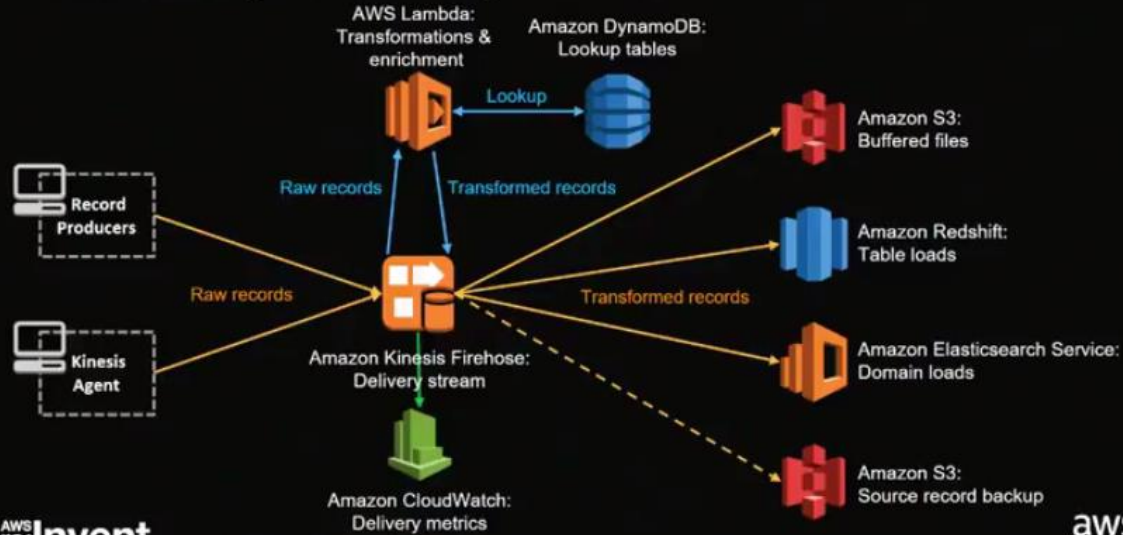 AWS Lambda:
Transformations &
enrichment
Amazon DynamoDB:
Lookup tables
Lookup
Raw records
Transformed records
Record
Producers
Raw records
Kinesis
Agent
Amazon Kinesis Firehose:
Delivery stream
Amazon CloudWatch:
Delivery metrics
Transformed records
Amazon S3:
Buffered files
Amazon Redshift:
Table loads
Amazon Elasticsearch Service:
Domain loads
Amazon S3:
Source record backup
AWS
aws